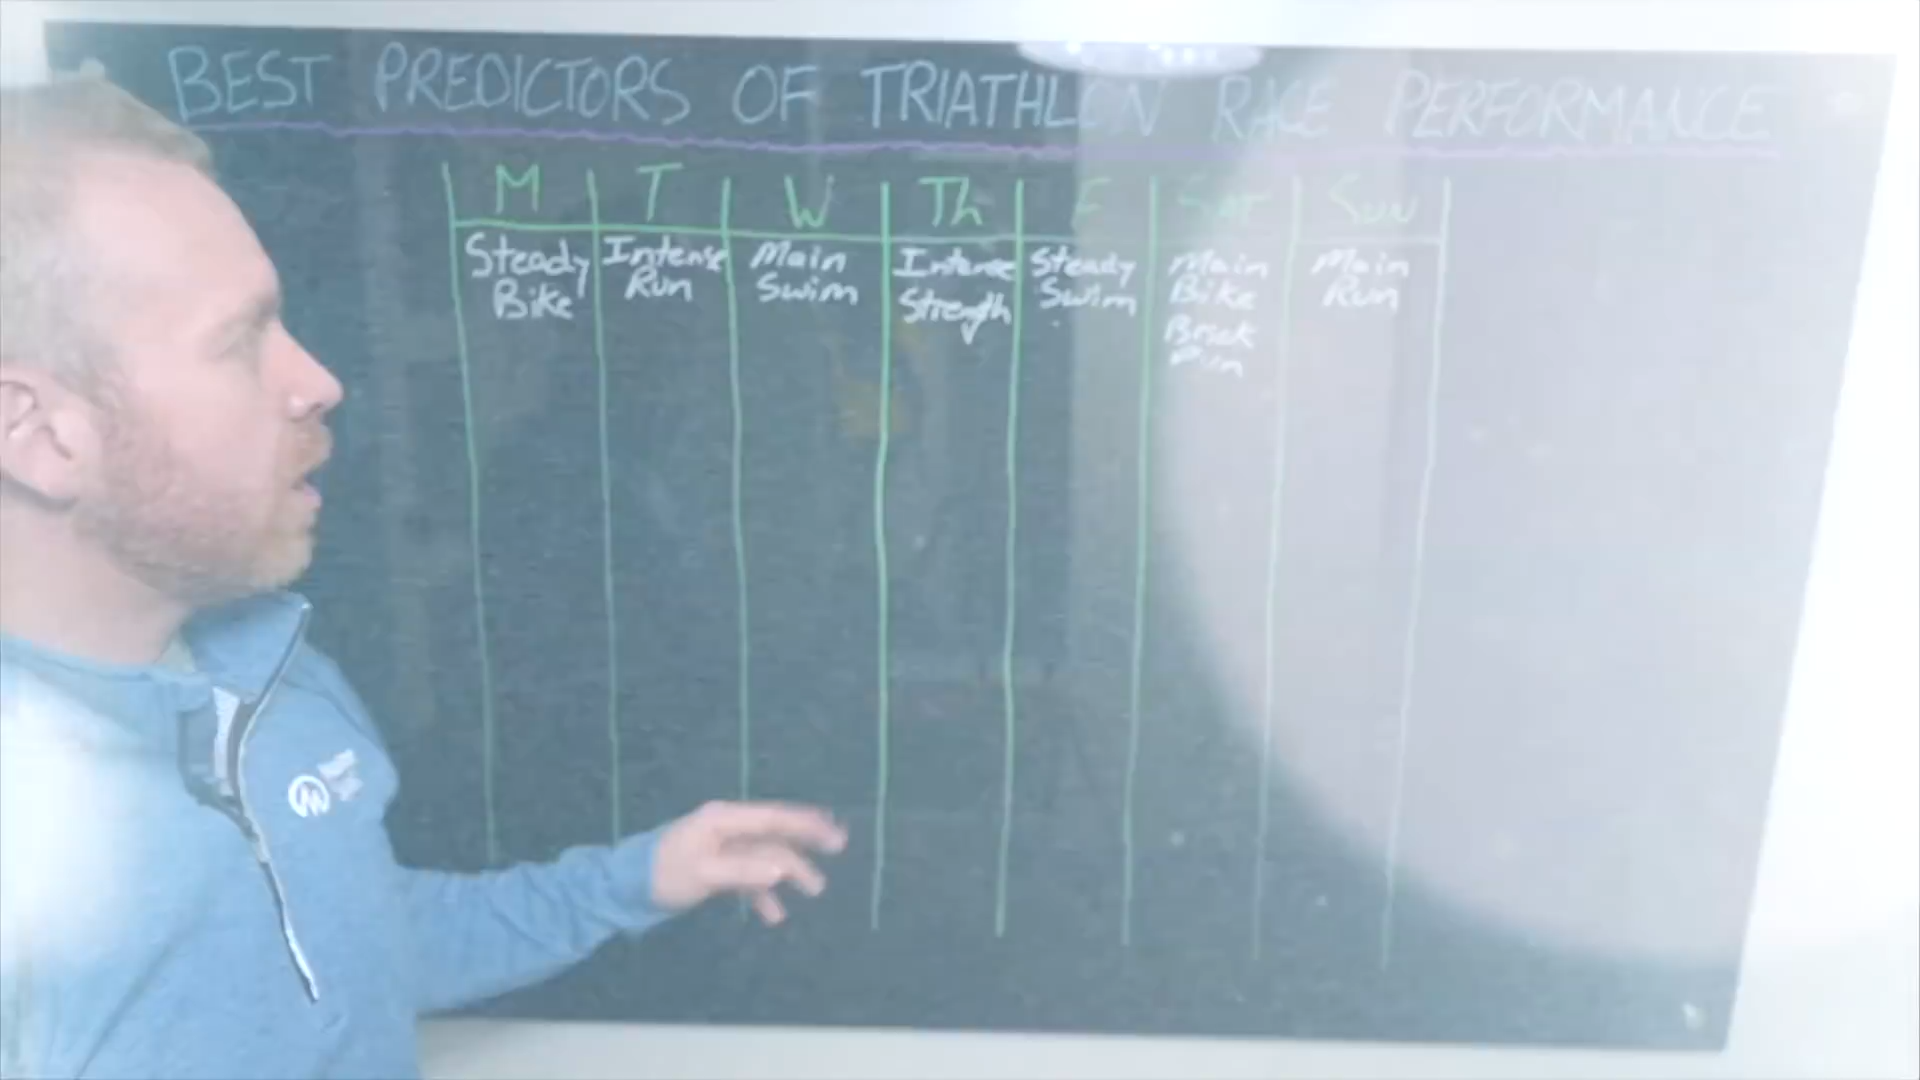 BEST PREDICTORS OF TRIATHLON RACE PERFORMANCE
M T W Th F SAT SUN
Steady Intense Main Intense Steady Main Main
Bike Run Swim Strength Swim Bike Run
Brick
Run